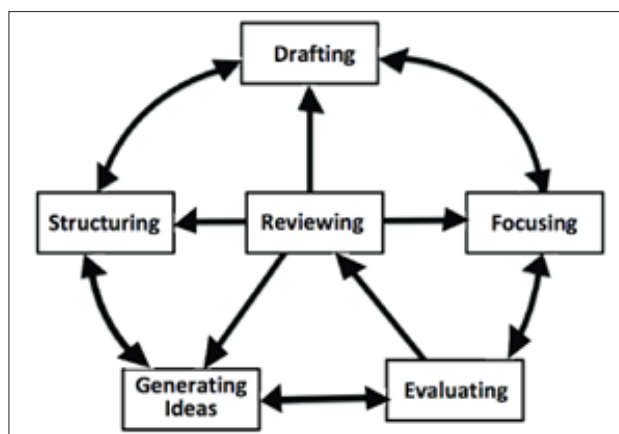 Drafting
Structuring
Reviewing
Focusing
Generating
Ideas
Evaluating